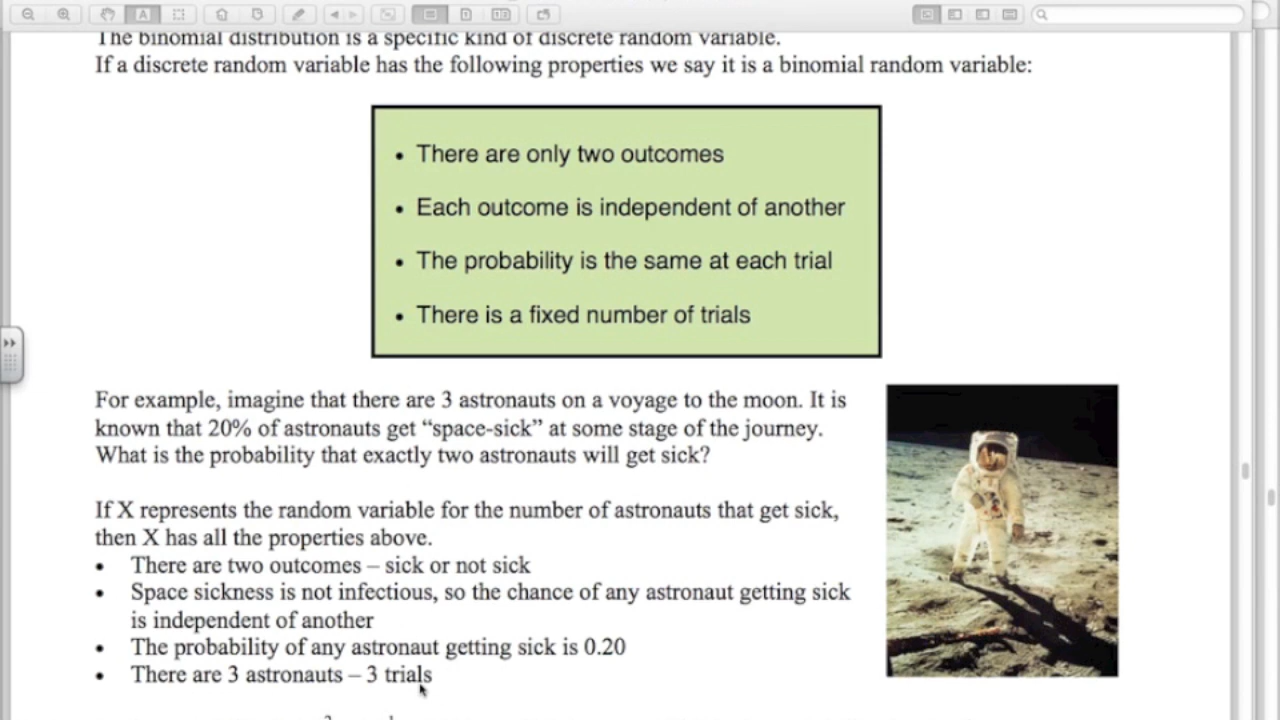 The binomial distribution is a specific kind of discrete random variable.
If a discrete random variable has the following properties we say it is a binomial random variable:
• There are only two outcomes
• Each outcome is independent of another
• The probability is the same at each trial
• There is a fixed number of trials
For example, imagine that there are 3 astronauts on a voyage to the moon. It is
known that 20% of astronauts get “space-sick” at some stage of the journey.
What is the probability that exactly two astronauts will get sick?
If X represents the random variable for the number of astronauts that get sick,
then X has all the properties above.
• There are two outcomes – sick or not sick
• Space sickness is not infectious, so the chance of any astronaut getting sick
is independent of another
• The probability of any astronaut getting sick is 0.20
• There are 3 astronauts – 3 trials